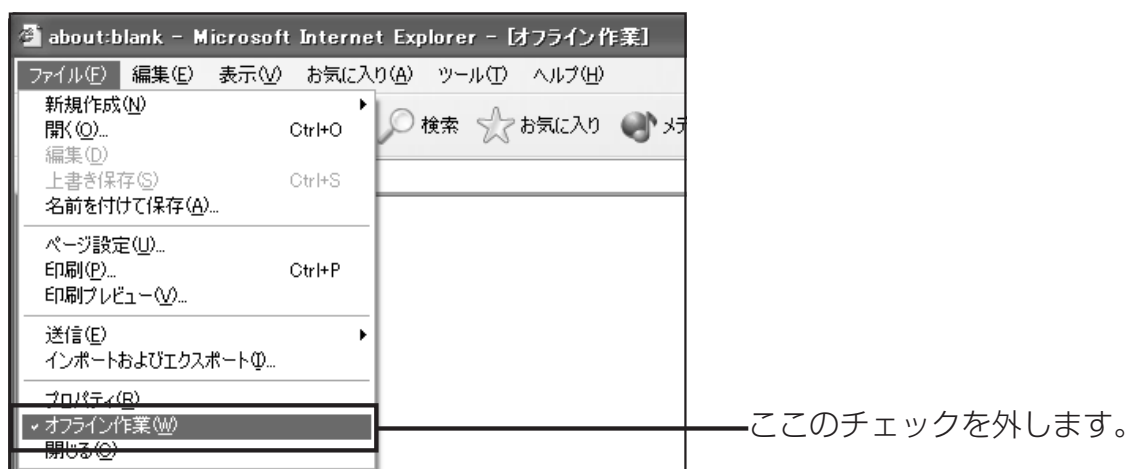 about:blank - Microsoft Internet Explorer - [オフライン作業]
ファイル(F) 編集(E) 表示(V) お気に入り(A) ツール(T) ヘルプ(H)
新規作成(N)
開く(O)... Ctrl+O
検索 お気に入り メデ
編集(D)
上書き保存(S) Ctrl+S
名前を付けて保存(A)...
ページ設定(U)...
印刷(P)... Ctrl+P
印刷プレビュー(V)...
送信(E)
インポートおよびエクスポート(I)...
プロパティ(R)
オフライン作業(W)
閉じる(C)
ここのチェックを外します。